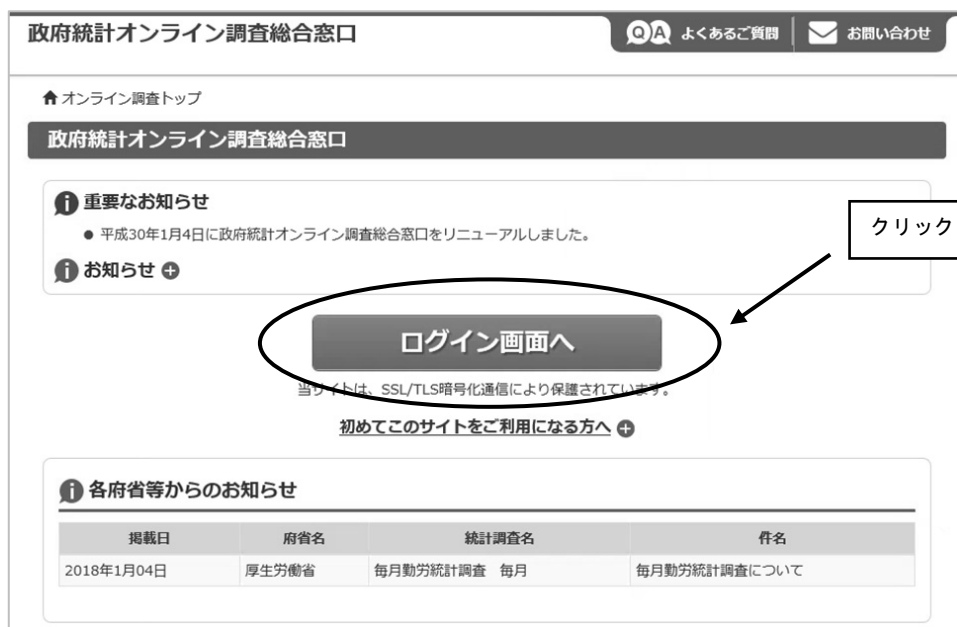 政府統計オンライン調査総合窓口
QA よくあるご質問
お問い合わせ
オンライン調査トップ
政府統計オンライン調査総合窓口
重要なお知らせ
● 平成30年1月4日に政府統計オンライン調査総合窓口をリニューアルしました。
お知らせ
クリック
ログイン画面へ
当サイトは、SSL/TLS暗号化通信により保護されています。
初めてこのサイトをご利用になる方へ
各府省等からのお知らせ
掲載日 府省名 統計調査名 件名
2018年1月04日 厚生労働省 毎月勤労統計調査 毎月 毎月勤労統計調査について